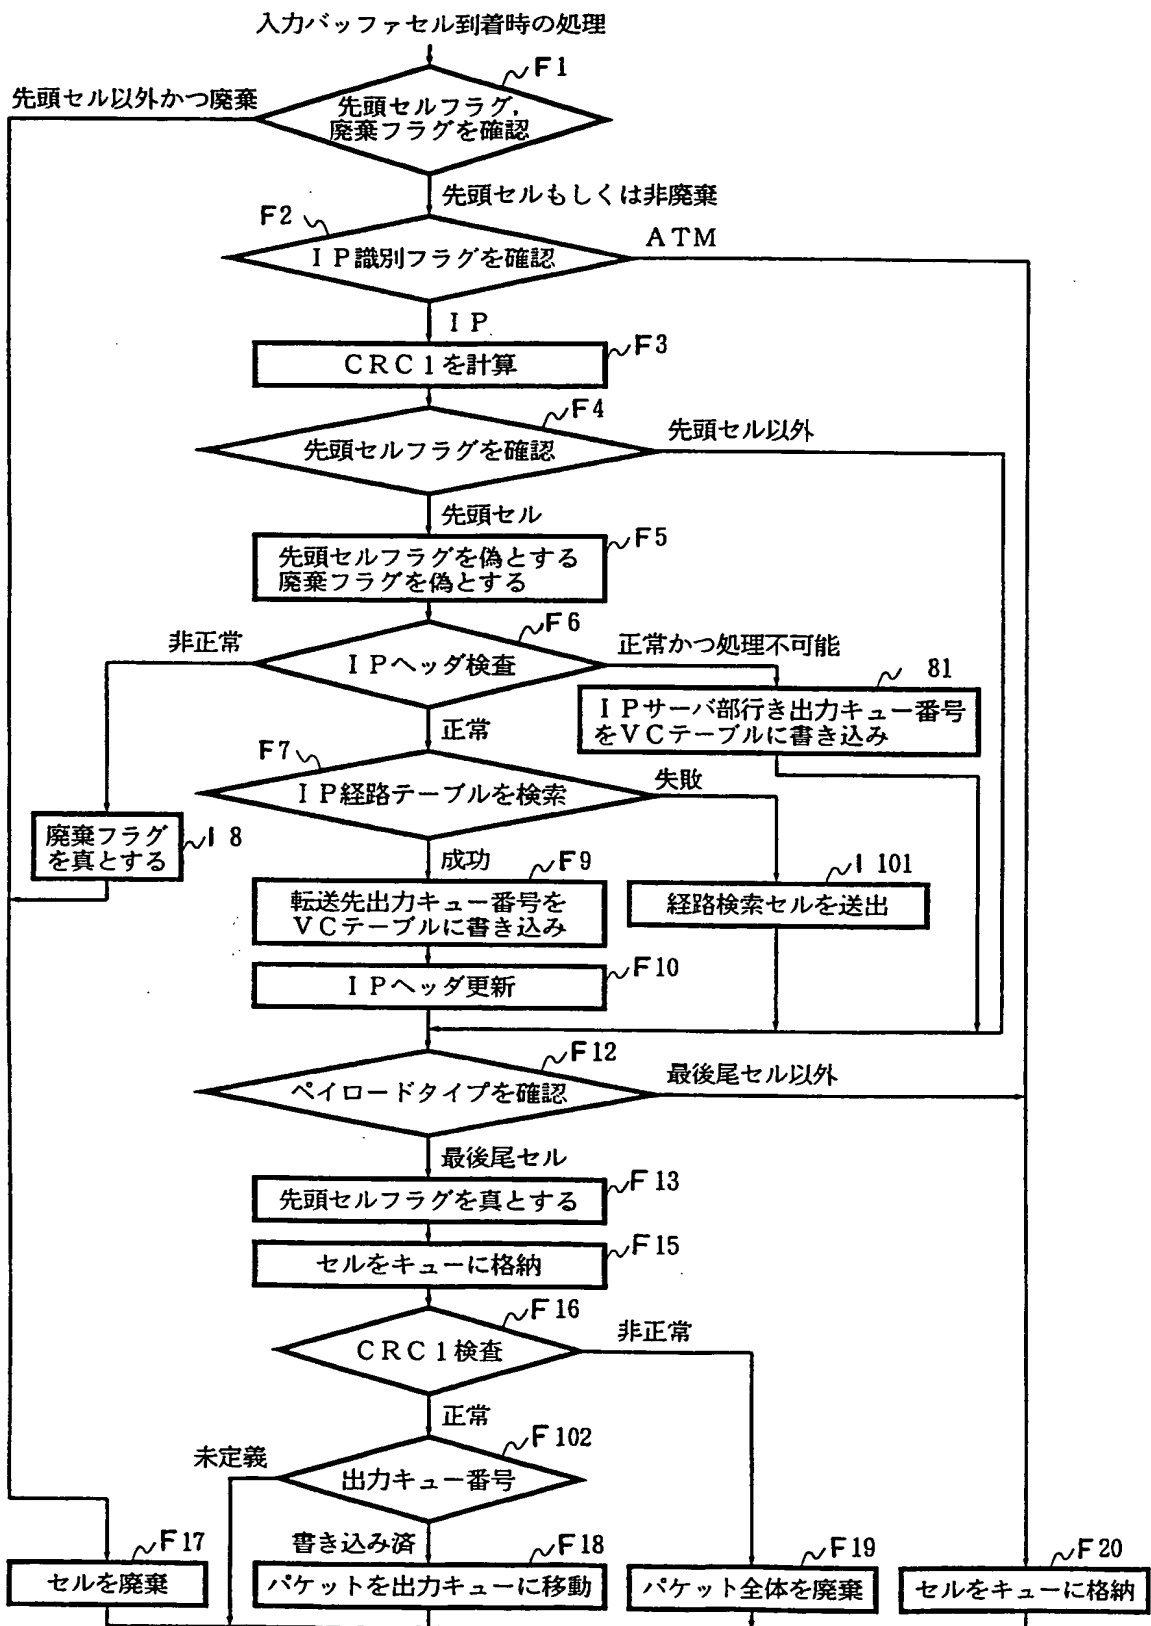 入力バッファセル到着時の処理
F1
先頭セル以外かつ廃棄
先頭セルフラグ,
廃棄フラグを確認
先頭セルもしくは非廃棄
F2
ATM
IP識別フラグを確認
IP
F3
CRC1を計算
F4
先頭セル以外
先頭セルフラグを確認
先頭セル
F5
先頭セルフラグを偽とする
廃棄フラグを偽とする
F6
非正常
正常かつ処理不可能
IPヘッダ検査
81
IPサーバ部行き出力キュー番号
をVCテーブルに書き込み
正常
F7
失敗
IP経路テーブルを検索
廃棄フラグ
を真とする
I8
成功
F9
I101
転送先出力キュー番号を
VCテーブルに書き込み
経路検索セルを送出
F10
IPヘッダ更新
F12
最後尾セル以外
ペイロードタイプを確認
最後尾セル
F13
先頭セルフラグを真とする
F15
セルをキューに格納
F16
非正常
CRC1検査
正常
F102
未定義
出力キュー番号
書き込み済
F17
F18
F19
F20
セルを廃棄
パケットを出力キューに移動
パケット全体を廃棄
セルをキューに格納